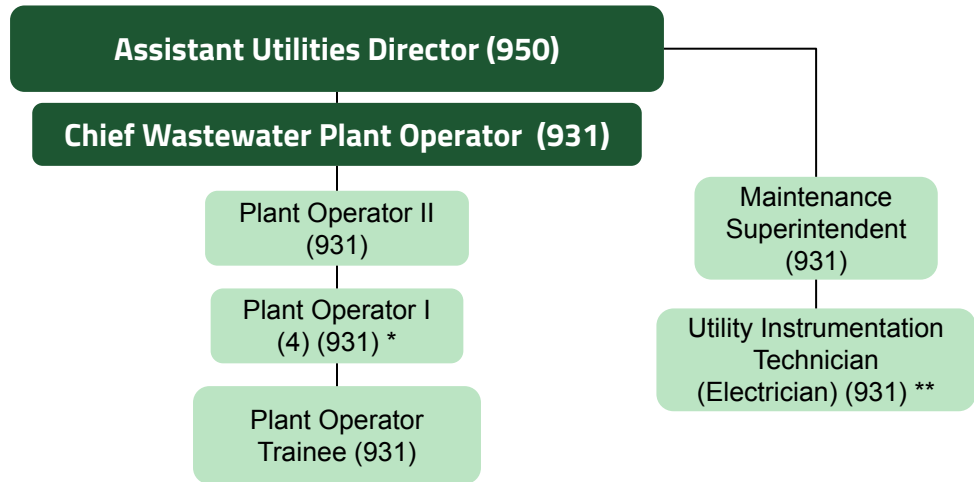 Assistant Utilities Director (950)
Chief Wastewater Plant Operator (931)
Plant Operator II
(931)
Plant Operator I
(4) (931) *
Plant Operator
Trainee (931)
Maintenance
Superintendent
(931)
Utility Instrumentation
Technician
(Electrician) (931) **